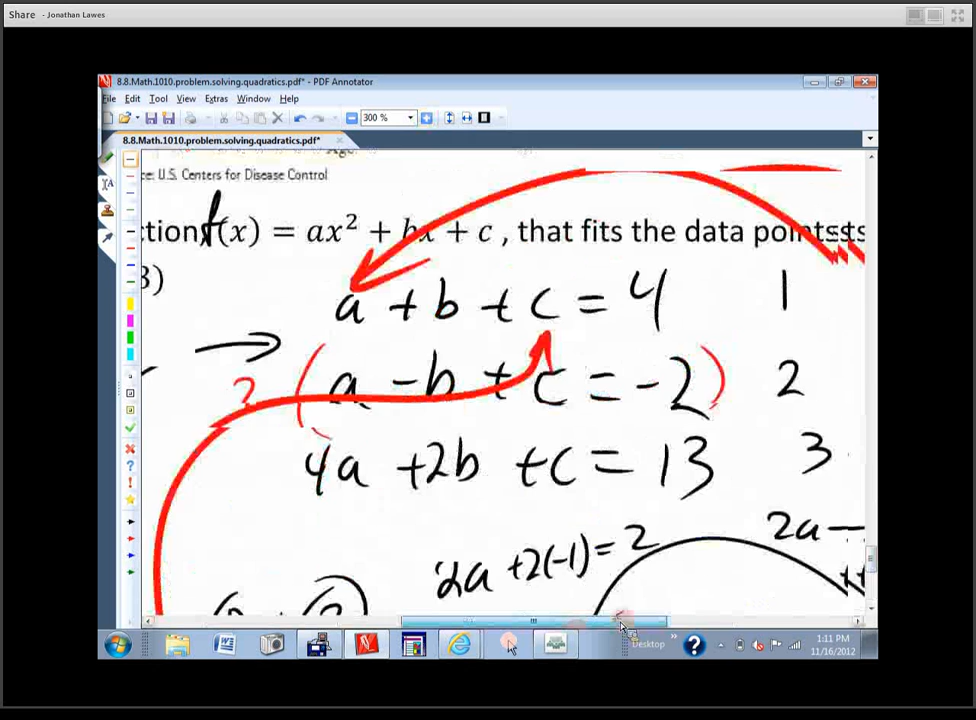 Share - Jonathan Lawes
8.8.Math.1010.problem.solving.quadratics.pdf* - PDF Annotator
File Edit Tool View Extras Window Help
300 %
8.8.Math.1010.problem.solving.quadratics.pdf*
ce: U.S. Centers for Disease Control
ction f(x) = ax² + bx + c , that fits the data points
3)
a + b + c = 4 1
2 (a - b + c = -2) 2
4a + 2b + c = 13 3
2a + 2(-1) = 2 2a -
Desktop
1:11 PM
11/16/2012